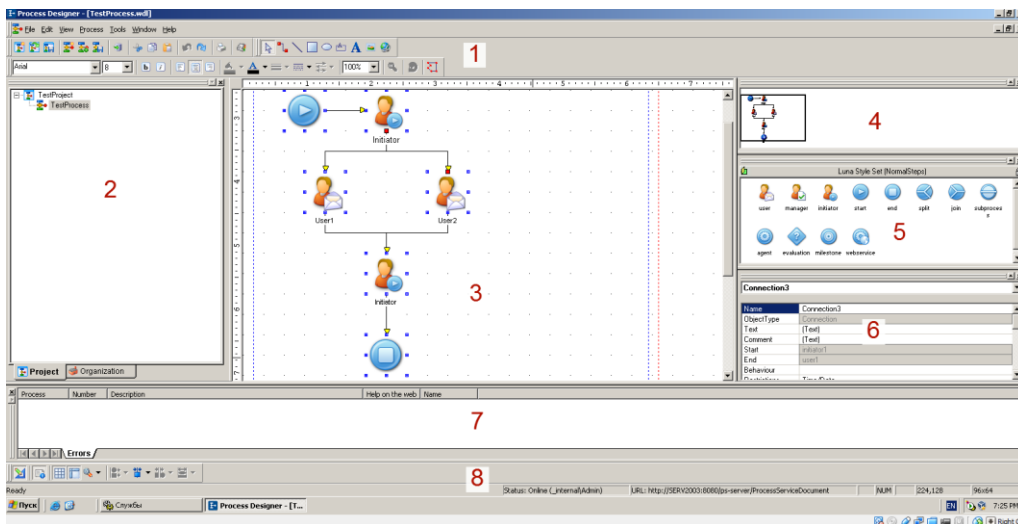 Process Designer - [TestProcess.wdl]
File Edit View Process Tools Window Help
1
Arial 8 100%
TestProject
TestProcess
2
Project Organization
Initiator
User1 User2
Initiator
3
4
Luna Style Set (NormalSteps)
user manager initiator start end split join subprocess
agent evaluation milestone webservice
5
Connection3
Name Connection3
ObjectType Connection
Text (Text)
Comment (Text)
Start initiator1
End user1
Behaviour
6
Process Number Description Help on the web Name
7
Errors
8
Ready Status: Online (_internal\Admin) URL: http://SERV2003:8080/ps-server/ProcessServiceDocument NUM 224,128 96x64
Пуск Службы Process Designer - [T... EN 7:25 PM